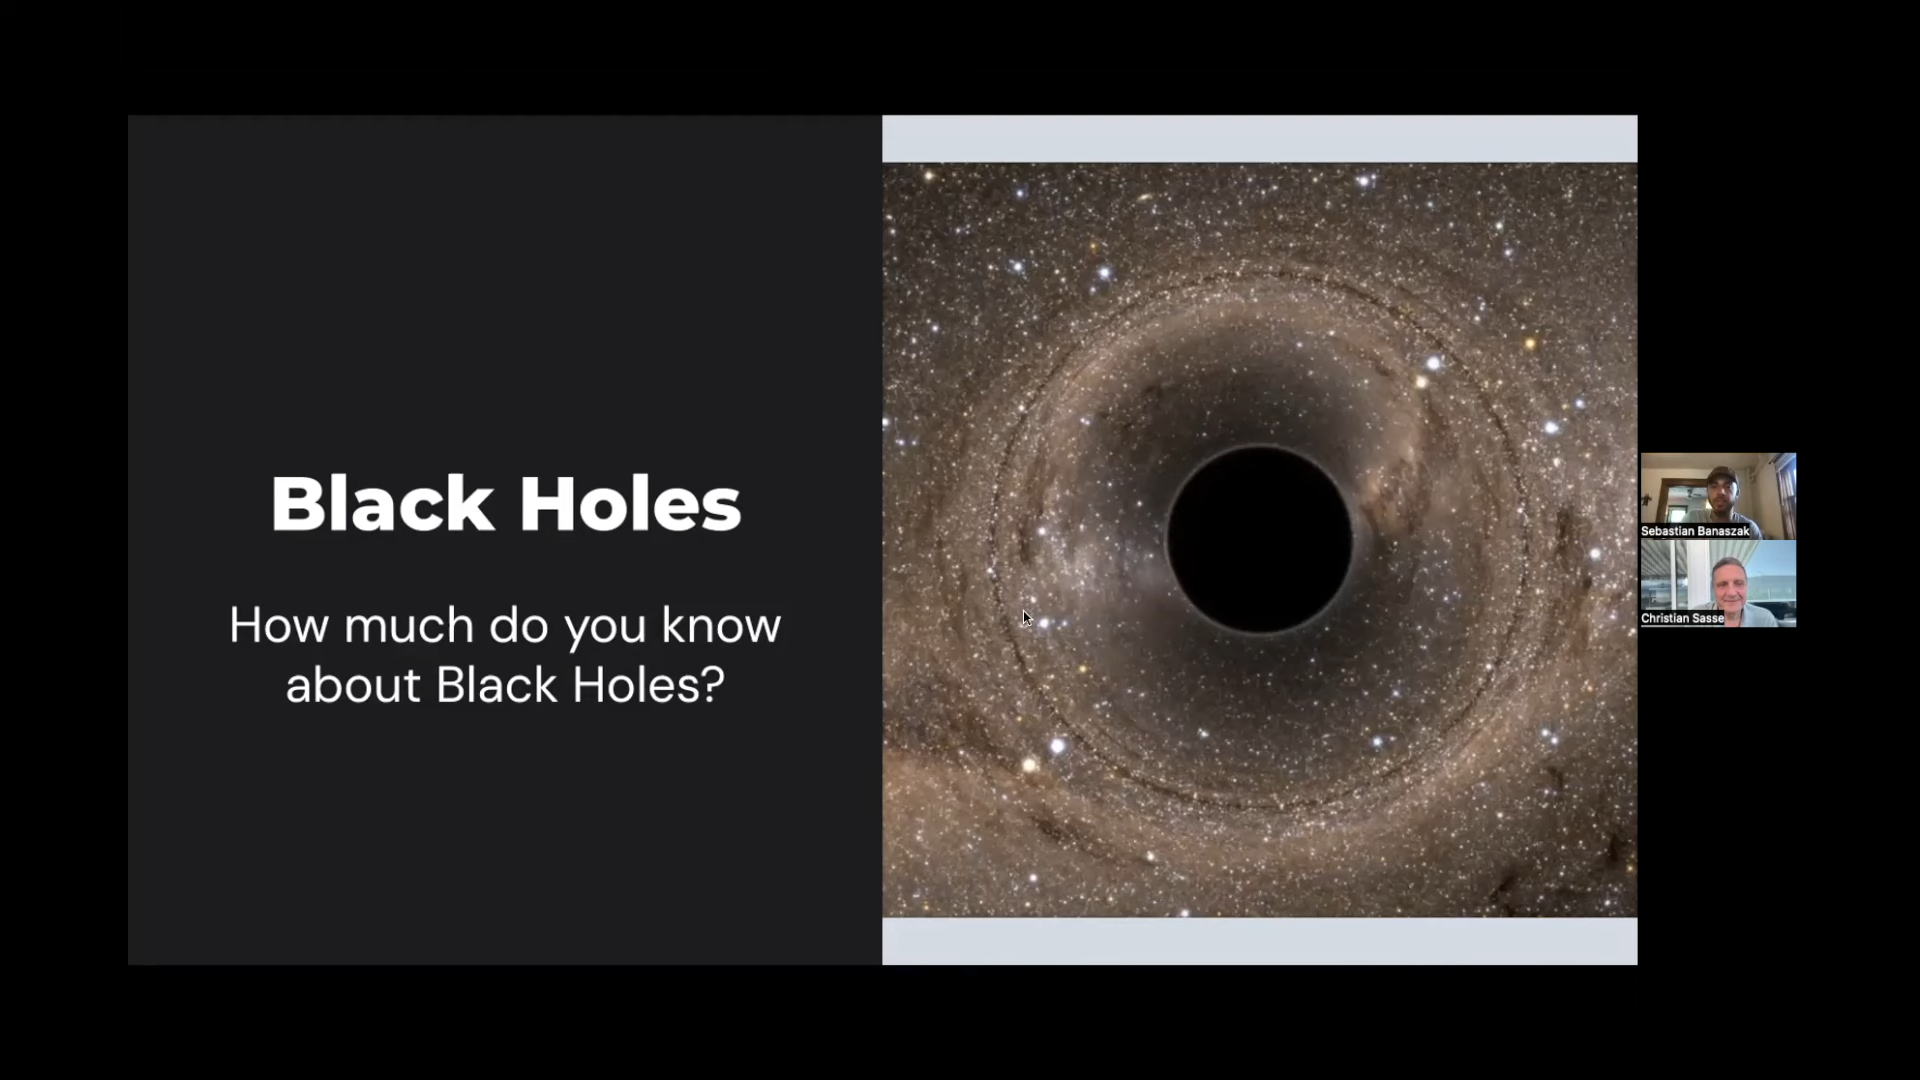 Black Holes
How much do you know
about Black Holes?
Sebastian Banaszak
Christian Sasse